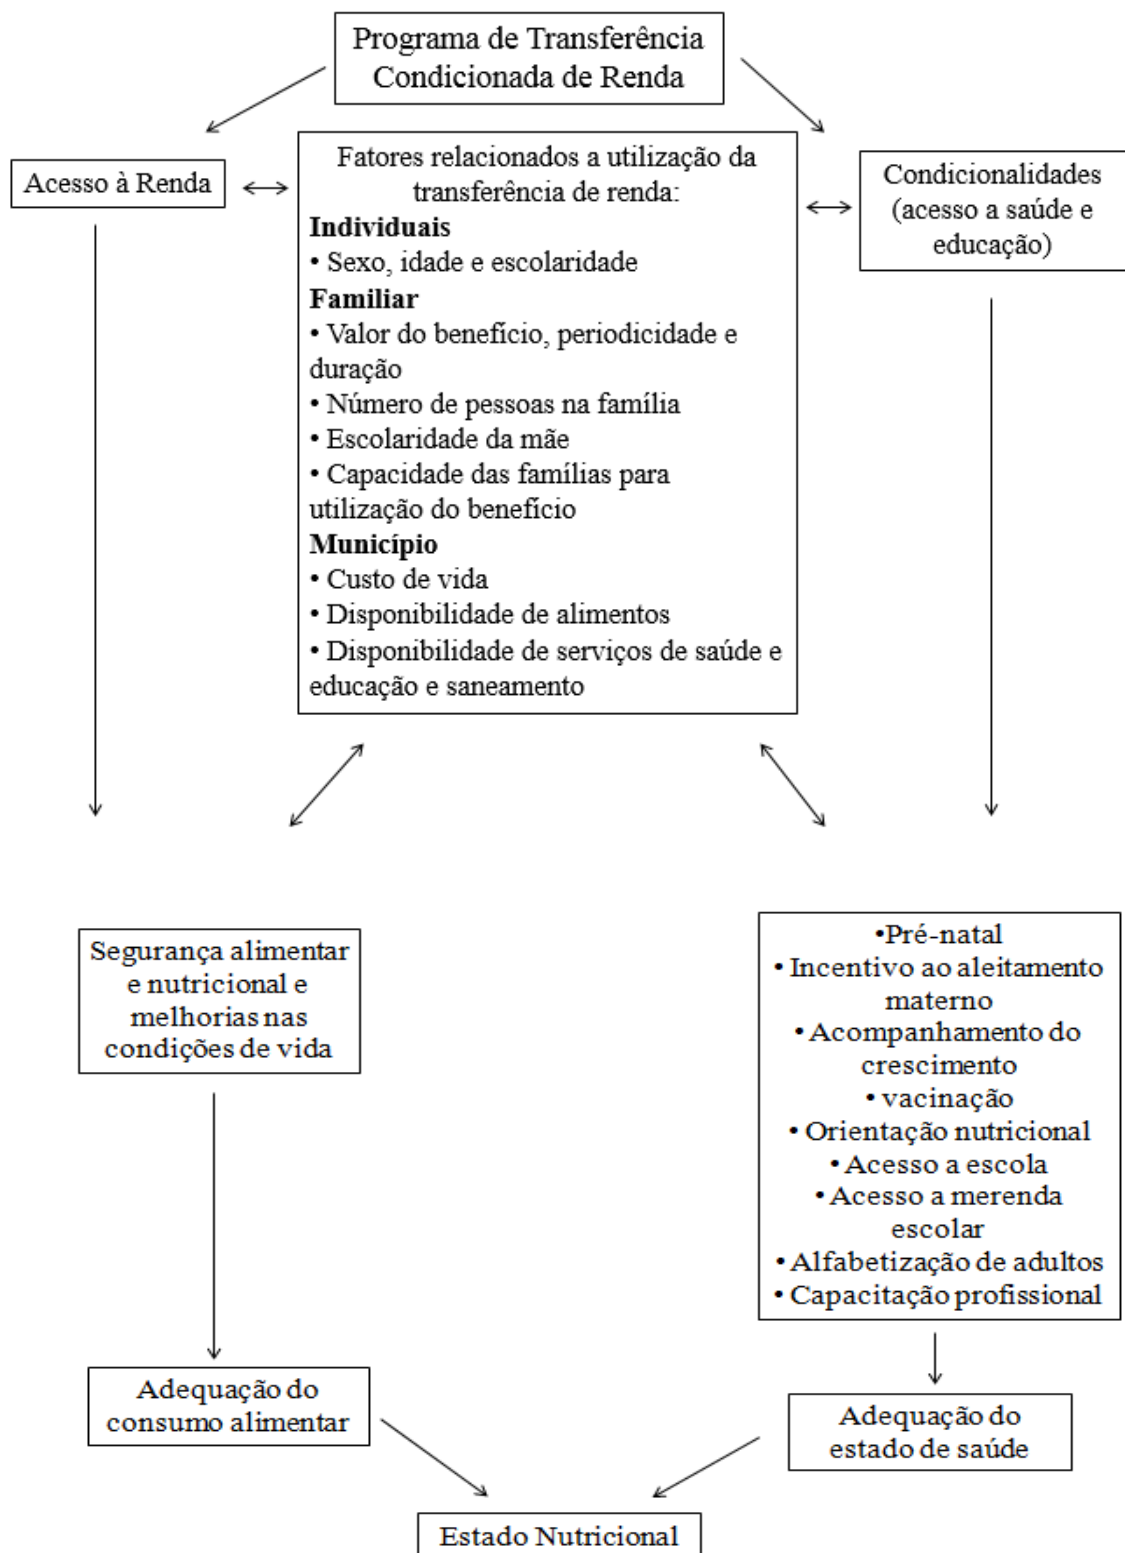 Programa de Transferência
Condicionada de Renda
Acesso à Renda
Fatores relacionados a utilização da
transferência de renda:
Individuais
• Sexo, idade e escolaridade
Familiar
• Valor do benefício, periodicidade e
duração
• Número de pessoas na família
• Escolaridade da mãe
• Capacidade das famílias para
utilização do benefício
Município
• Custo de vida
• Disponibilidade de alimentos
• Disponibilidade de serviços de saúde e
educação e saneamento
Condicionalidades
(acesso a saúde e
educação)
Segurança alimentar
e nutricional e
melhorias nas
condições de vida
•Pré-natal
• Incentivo ao aleitamento
materno
• Acompanhamento do
crescimento
• vacinação
• Orientação nutricional
• Acesso a escola
• Acesso a merenda
escolar
• Alfabetização de adultos
• Capacitação profissional
Adequação do
consumo alimentar
Adequação do
estado de saúde
Estado Nutricional